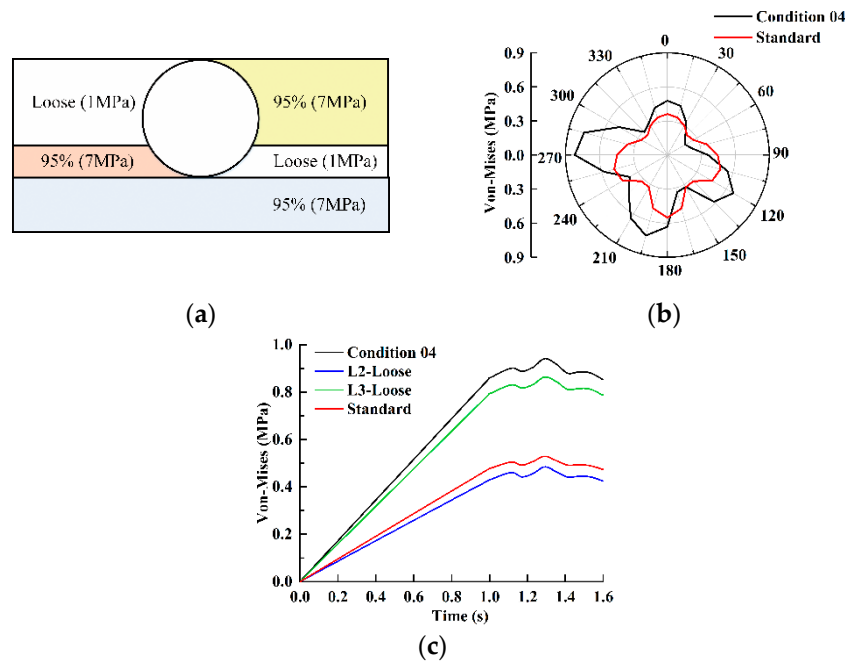 Loose (1MPa)
95% (7MPa)
95% (7MPa)
Loose (1MPa)
95% (7MPa)
(a)
Condition 04
Standard
Von-Mises (MPa)
0.9
0.6
0.3
0.0
0.3
0.6
0.9
0
30
60
90
120
150
180
210
240
270
300
330
(b)
Condition 04
L2-Loose
L3-Loose
Standard
Von-Mises (MPa)
1.0
0.8
0.6
0.4
0.2
0.0
0.0 0.2 0.4 0.6 0.8 1.0 1.2 1.4 1.6
Time (s)
(c)